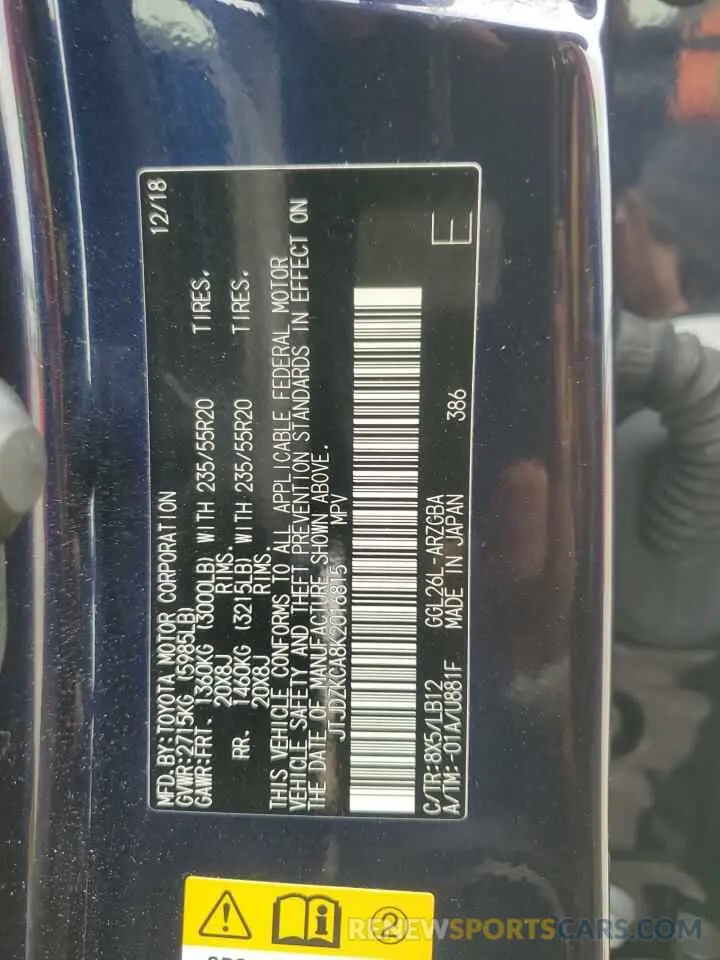 12/18
MFD.BY:TOYOTA MOTOR CORPORATION
GVWR:2715KG (5985LB)
GAWR:FRT. 1360KG (3000LB) WITH 235/55R20 TIRES.
20X8J RIMS.
RR. 1460KG (3215LB) WITH 235/55R20 TIRES.
20X8J RIMS.
THIS VEHICLE CONFORMS TO ALL APPLICABLE FEDERAL MOTOR
VEHICLE SAFETY AND THEFT PREVENTION STANDARDS IN EFFECT ON
THE DATE OF MANUFACTURE SHOWN ABOVE.
JTJDZKCA8K2016815 MPV
C/TR:8X5/LB12 GGL26L-ARZGBA
A/TM:-01A/U881F MADE IN JAPAN 386
E
RENEWSPORTSCARS.COM